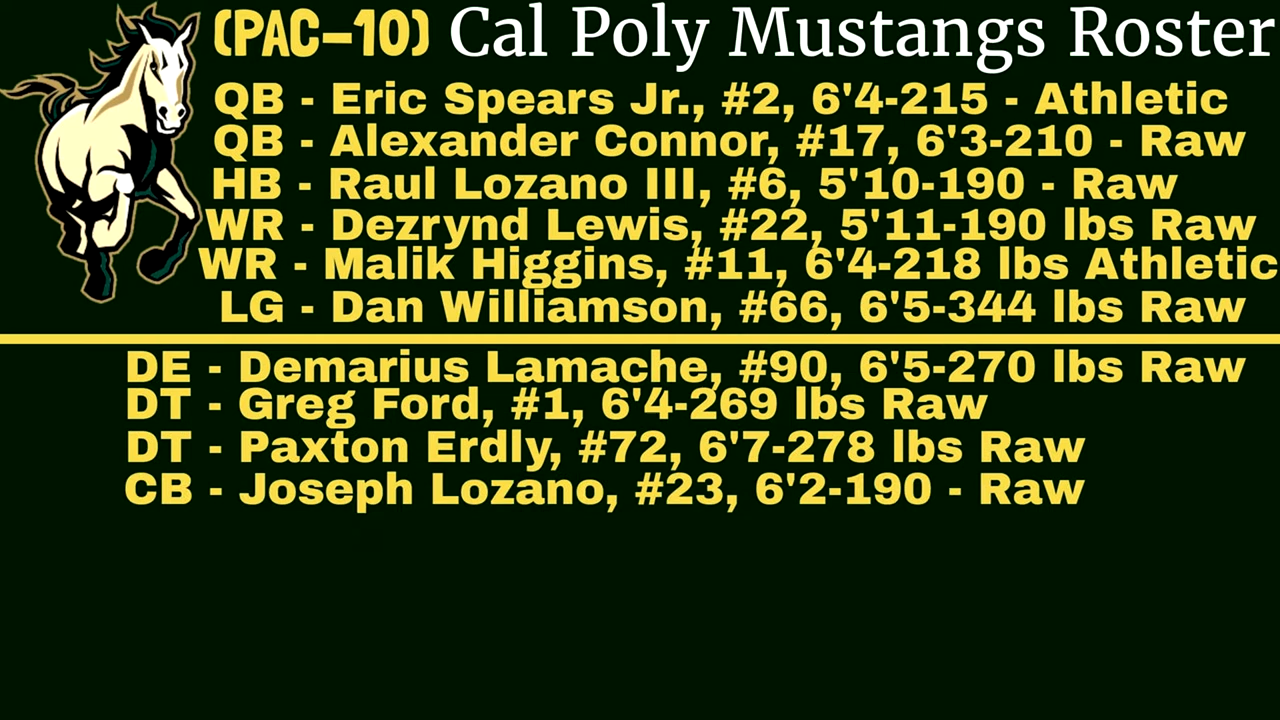 (PAC-10) Cal Poly Mustangs Roster
QB - Eric Spears Jr., #2, 6'4-215 - Athletic
QB - Alexander Connor, #17, 6'3-210 - Raw
HB - Raul Lozano III, #6, 5'10-190 - Raw
WR - Dezrynd Lewis, #22, 5'11-190 lbs Raw
WR - Malik Higgins, #11, 6'4-218 lbs Athletic
LG - Dan Williamson, #66, 6'5-344 lbs Raw
DE - Demarius Lamache, #90, 6'5-270 lbs Raw
DT - Greg Ford, #1, 6'4-269 lbs Raw
DT - Paxton Erdly, #72, 6'7-278 lbs Raw
CB - Joseph Lozano, #23, 6'2-190 - Raw